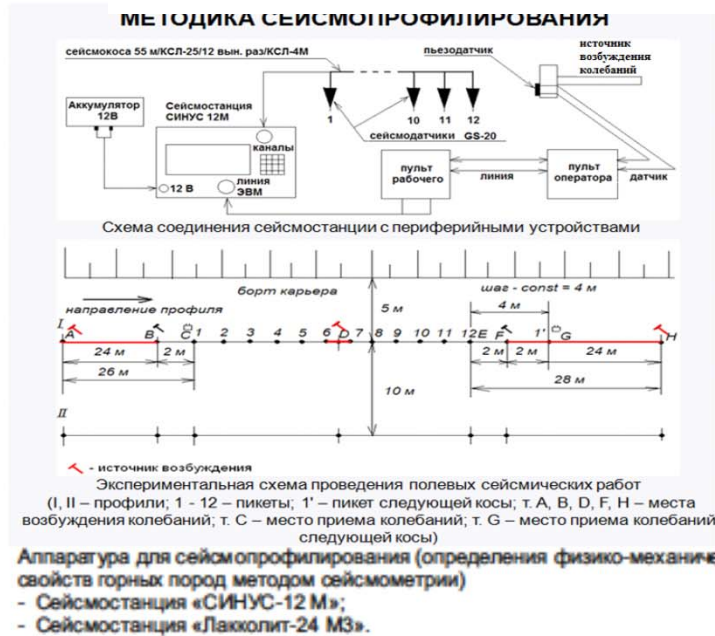 МЕТОДИКА СЕЙСМОПРОФИЛИРОВАНИЯ
сейсмокоса 55 м/КСЛ-25/12 вын. раз/КСЛ-4М
пьезодатчик
источник
возбуждения
колебаний
Аккумулятор
12В
Сейсмостанция
СИНУС 12М
каналы
линия
ЭВМ
12 В
1 10 11 12
сейсмодатчики GS-20
пульт
рабочего
линия
пульт
оператора
датчик
Схема соединения сейсмостанции с периферийными устройствами
борт карьера
шаг - const = 4 м
направление профиля
5 м
4 м
I
A B C 1 2 3 4 5 6 D 7 8 9 10 11 12 E F 1' G H
24 м 2 м 2 м 2 м 24 м
26 м
28 м
10 м
II
- источник возбуждения
Экспериментальная схема проведения полевых сейсмических работ
(I, II – профили; 1 - 12 – пикеты; 1' – пикет следующей косы; т. A, B, D, F, H – места
возбуждения колебаний; т. С – место приема колебаний; т. G – место приема колебаний
следующей косы)
Аппаратура для сейсмопрофилирования (определения физико-механиче
свойств горных пород методом сейсмометрии)
- Сейсмостанция «СИНУС-12 М»;
- Сейсмостанция «Лакколит-24 М3».